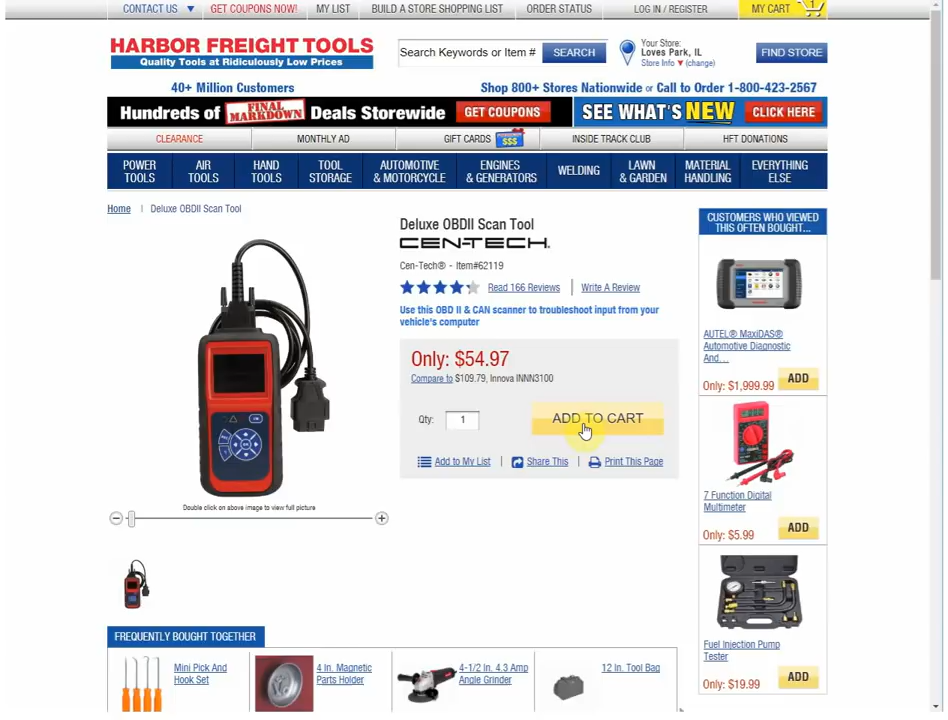 CONTACT US
GET COUPONS NOW!
MY LIST
BUILD A STORE SHOPPING LIST
ORDER STATUS
LOG IN / REGISTER
MY CART
HARBOR FREIGHT TOOLS
Quality Tools at Ridiculously Low Prices
Search Keywords or Item #
SEARCH
Your Store:
Loves Park, IL
Store Info ▼ (change)
FIND STORE
40+ Million Customers
Shop 800+ Stores Nationwide or Call to Order 1-800-423-2567
Hundreds of FINAL MARKDOWN Deals Storewide GET COUPONS
SEE WHAT'S NEW CLICK HERE
CLEARANCE
MONTHLY AD
GIFT CARDS $$$
INSIDE TRACK CLUB
HFT DONATIONS
POWER
TOOLS
AIR
TOOLS
HAND
TOOLS
TOOL
STORAGE
AUTOMOTIVE
& MOTORCYCLE
ENGINES
& GENERATORS
WELDING
LAWN
& GARDEN
MATERIAL
HANDLING
EVERYTHING
ELSE
Home | Deluxe OBDII Scan Tool
Deluxe OBDII Scan Tool
CEN-TECH.
Cen-Tech® - Item#62119
Read 166 Reviews | Write A Review
Use this OBD II & CAN scanner to troubleshoot input from your
vehicle's computer
Only: $54.97
Compare to $109.79, Innova INNN3100
Qty: 1
ADD TO CART
Add to My List | Share This | Print This Page
Double click on above image to view full picture
CUSTOMERS WHO VIEWED
THIS OFTEN BOUGHT...
AUTEL® MaxiDAS®
Automotive Diagnostic
And...
Only: $1,999.99
ADD
7 Function Digital
Multimeter
Only: $5.99
ADD
Fuel Injection Pump
Tester
Only: $19.99
ADD
FREQUENTLY BOUGHT TOGETHER
Mini Pick And
Hook Set
4 In. Magnetic
Parts Holder
4-1/2 In. 4.3 Amp
Angle Grinder
12 In. Tool Bag